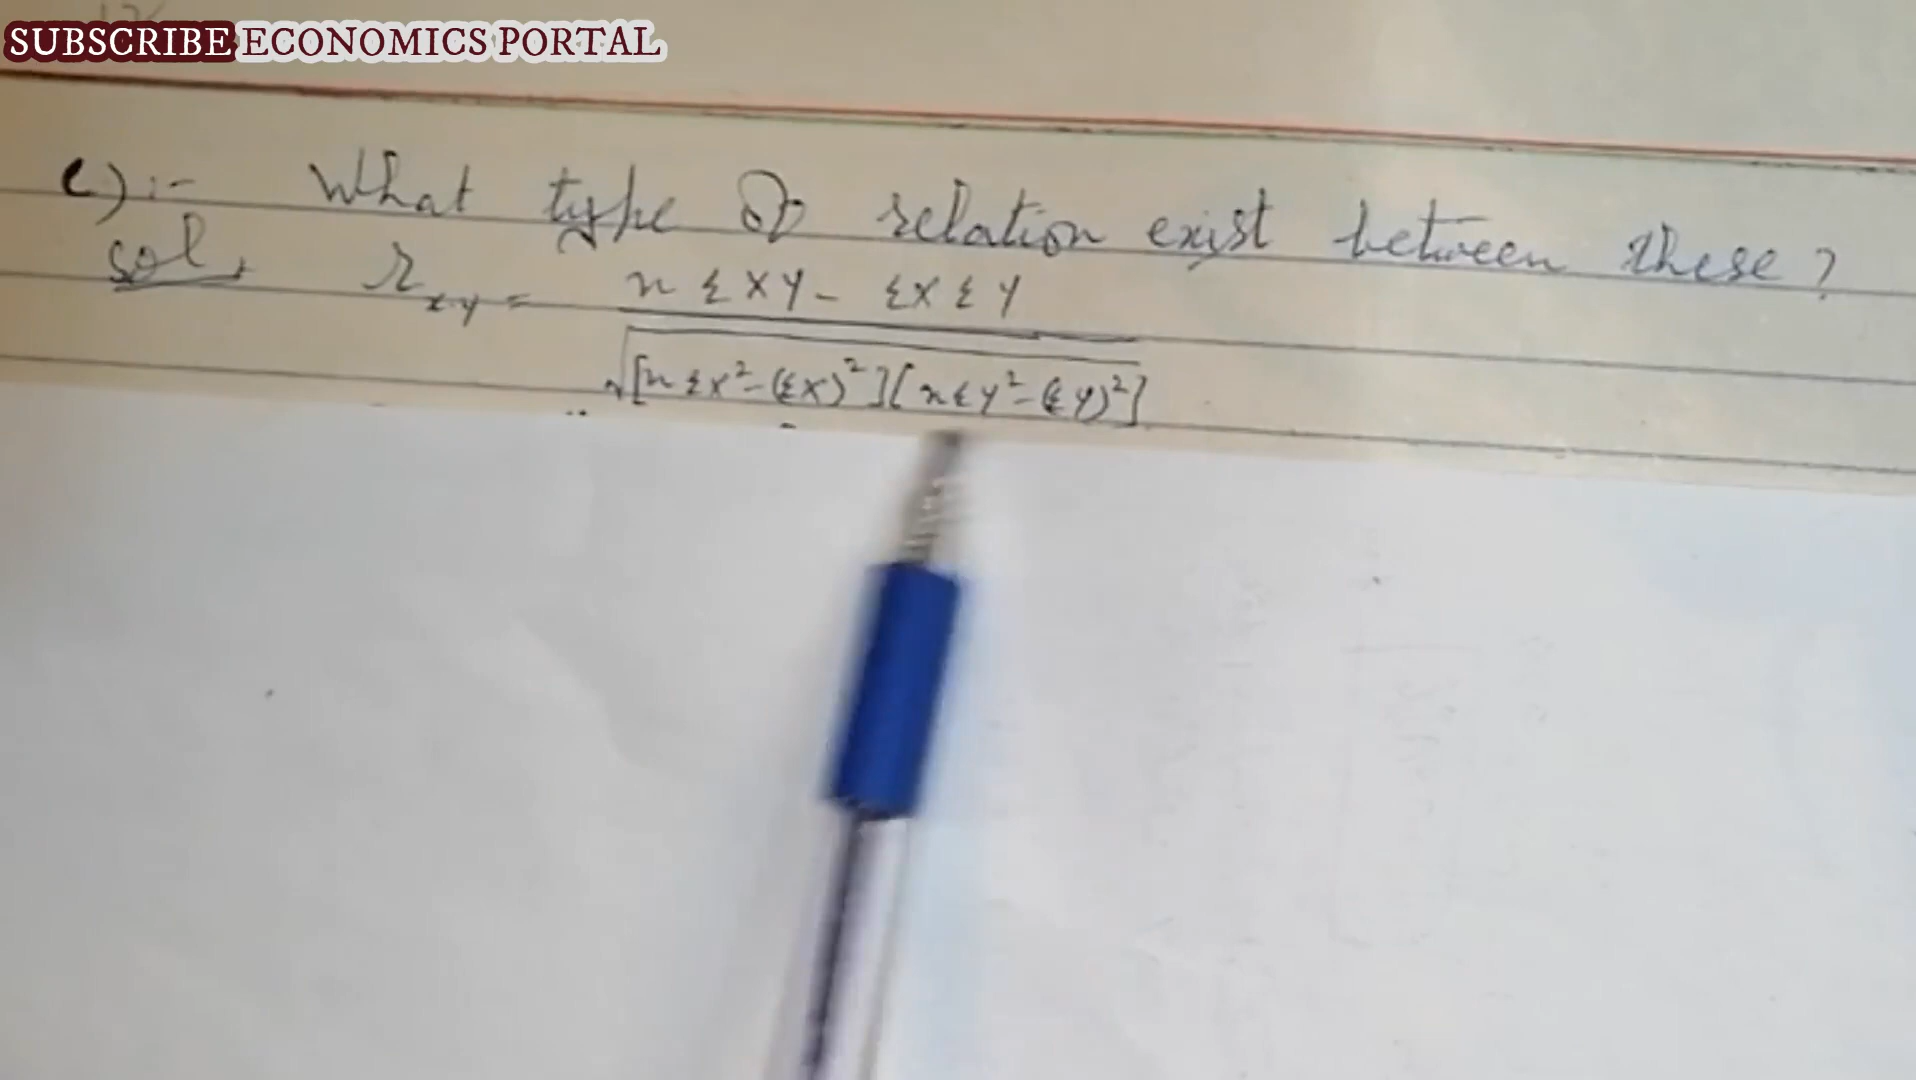 SUBSCRIBE ECONOMICS PORTAL
c) :- What type of relation exist between these?
sol, r_xy = n ΣXY - ΣXΣY
√[nΣX² - (ΣX)²][nΣY² - (ΣY)²]